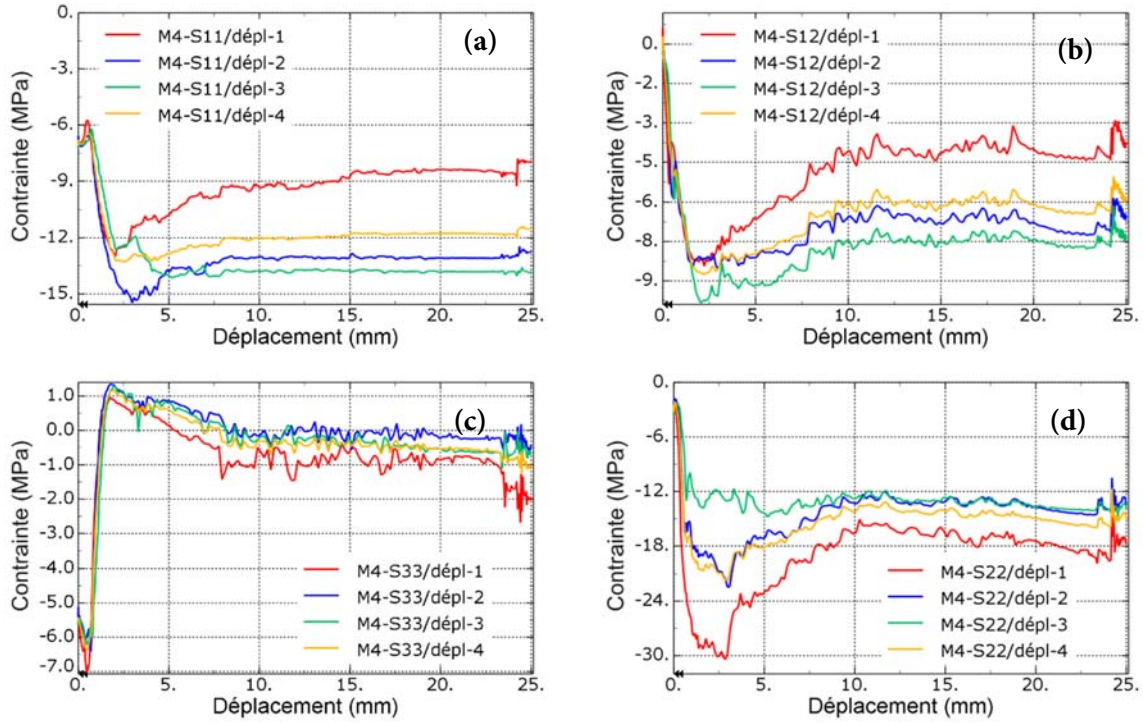 (a)
Contrainte (MPa)
0.
-3.
-6.
-9.
-12.
-15.
M4-S11/dépl-1
M4-S11/dépl-2
M4-S11/dépl-3
M4-S11/dépl-4
0. 5. 10. 15. 20. 25.
Déplacement (mm)
(b)
Contrainte (MPa)
0.
-2.
-3.
-5.
-6.
-8.
-9.
M4-S12/dépl-1
M4-S12/dépl-2
M4-S12/dépl-3
M4-S12/dépl-4
0. 5. 10. 15. 20. 25.
Déplacement (mm)
(c)
Contrainte (MPa)
1.0
0.0
-1.0
-2.0
-3.0
-4.0
-5.0
-6.0
-7.0
M4-S33/dépl-1
M4-S33/dépl-2
M4-S33/dépl-3
M4-S33/dépl-4
0. 5. 10. 15. 20. 25.
Déplacement (mm)
(d)
Contrainte (MPa)
0.
-6.
-12.
-18.
-24.
-30.
M4-S22/dépl-1
M4-S22/dépl-2
M4-S22/dépl-3
M4-S22/dépl-4
0. 5. 10. 15. 20. 25.
Déplacement (mm)